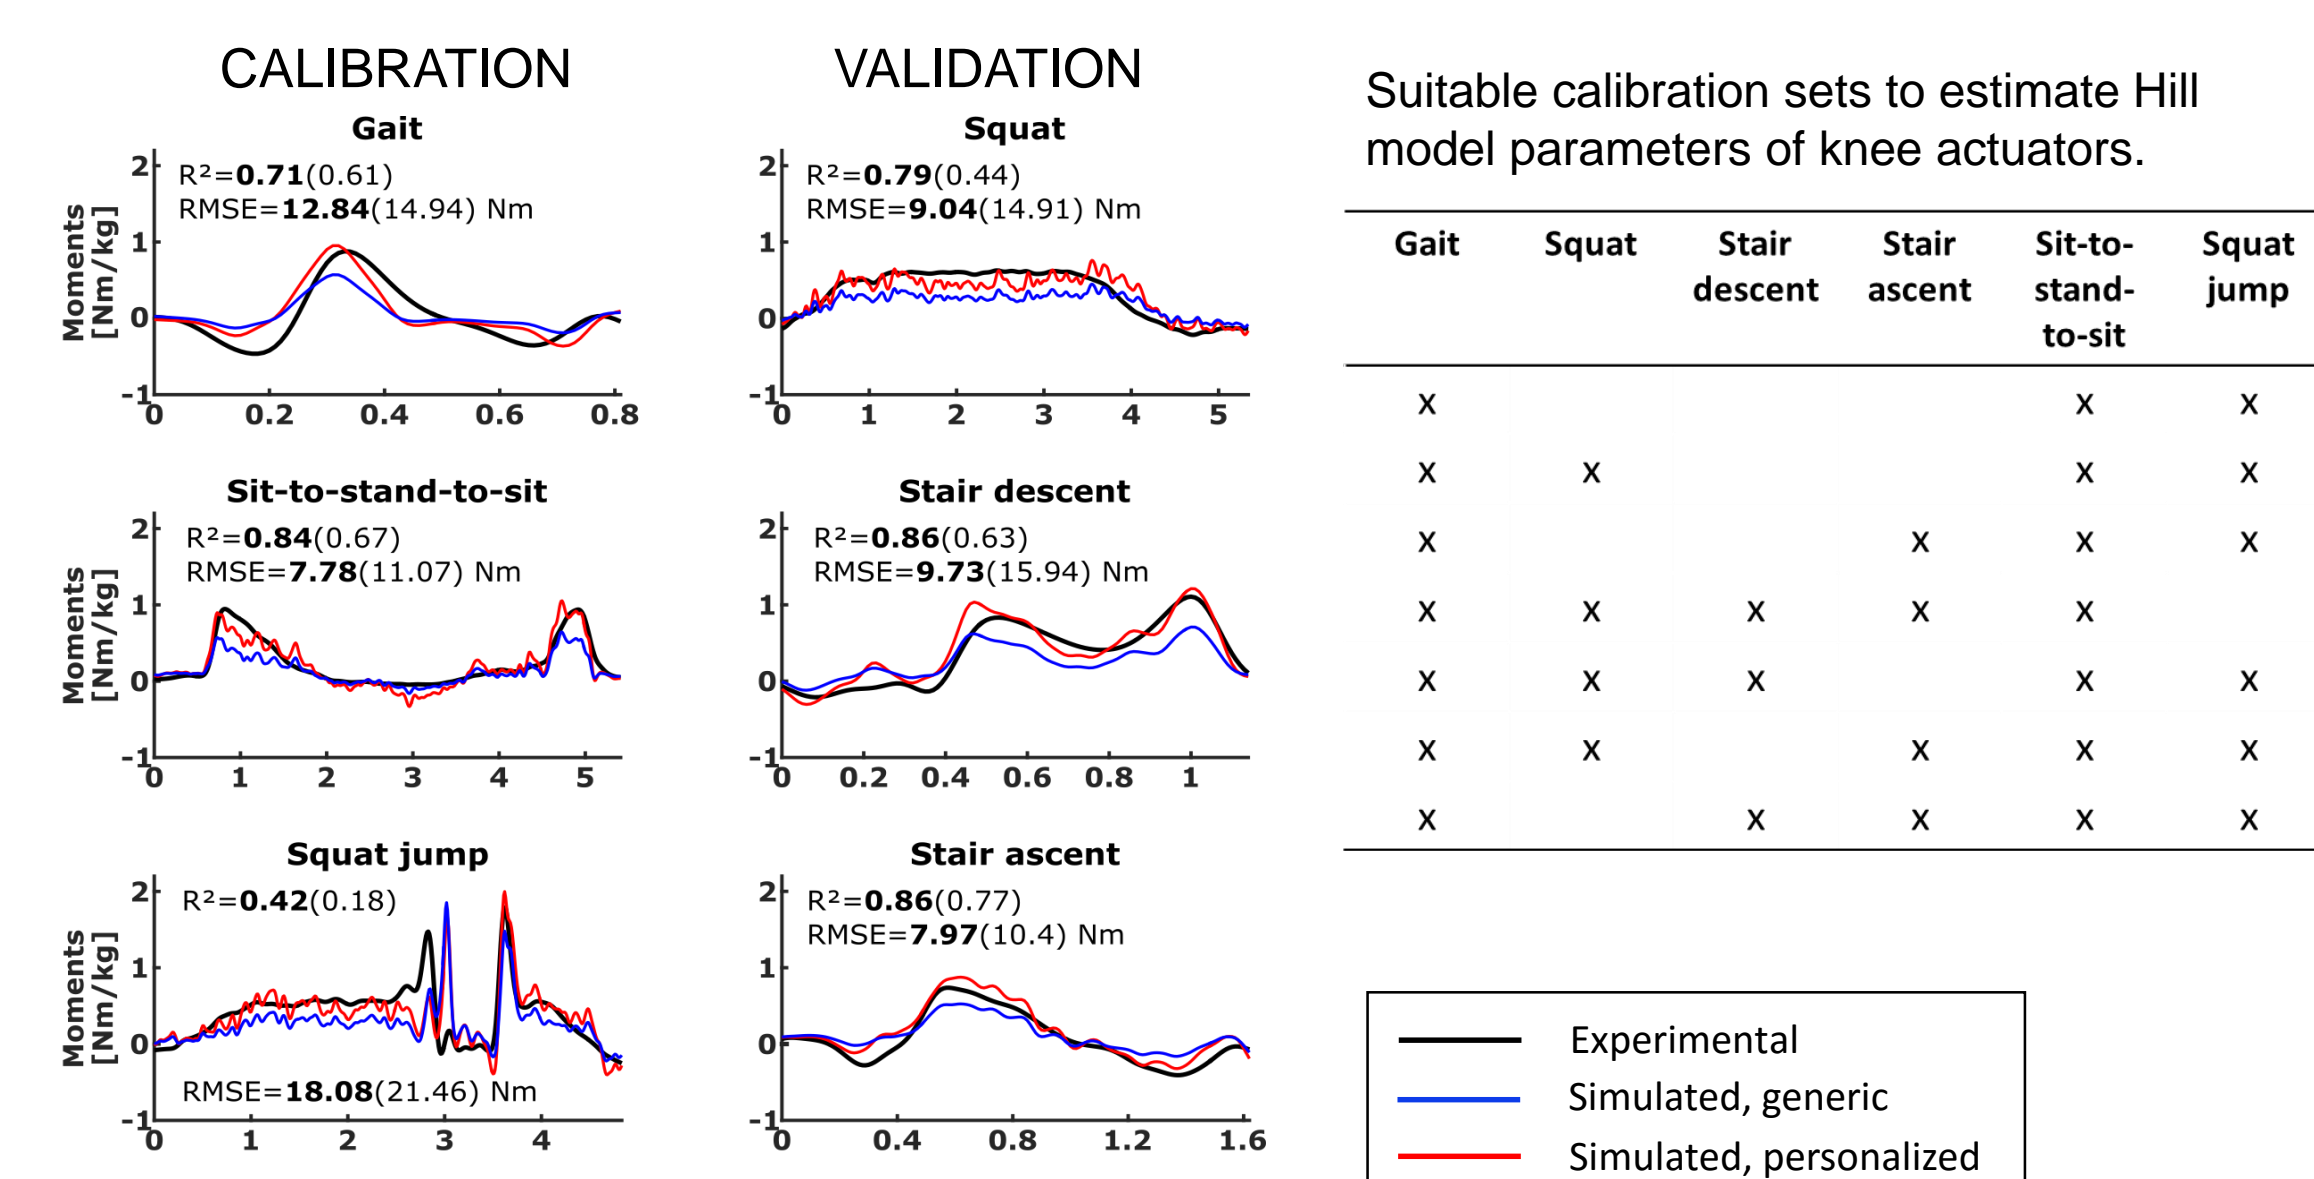 CALIBRATION
Gait
R²=0.71(0.61)
RMSE=12.84(14.94) Nm
Moments
[Nm/kg]
2
1
0
-1
0 0.2 0.4 0.6 0.8
Sit-to-stand-to-sit
R²=0.84(0.67)
RMSE=7.78(11.07) Nm
Moments
[Nm/kg]
2
1
0
-1
0 1 2 3 4 5
Squat jump
R²=0.42(0.18)
RMSE=18.08(21.46) Nm
Moments
[Nm/kg]
2
1
0
-1
0 1 2 3 4
VALIDATION
Squat
R²=0.79(0.44)
RMSE=9.04(14.91) Nm
2
1
0
-1
0 1 2 3 4 5
Stair descent
R²=0.86(0.63)
RMSE=9.73(15.94) Nm
2
1
0
-1
0 0.2 0.4 0.6 0.8 1
Stair ascent
R²=0.86(0.77)
RMSE=7.97(10.4) Nm
2
1
0
-1
0 0.4 0.8 1.2 1.6
Suitable calibration sets to estimate Hill
model parameters of knee actuators.
Gait Squat Stair Stair Sit-to- Squat
descent ascent stand- jump
to-sit
x x x
x x x x
x x x x
x x x x x
x x x x x
x x x x x
x x x x x
Experimental
Simulated, generic
Simulated, personalized